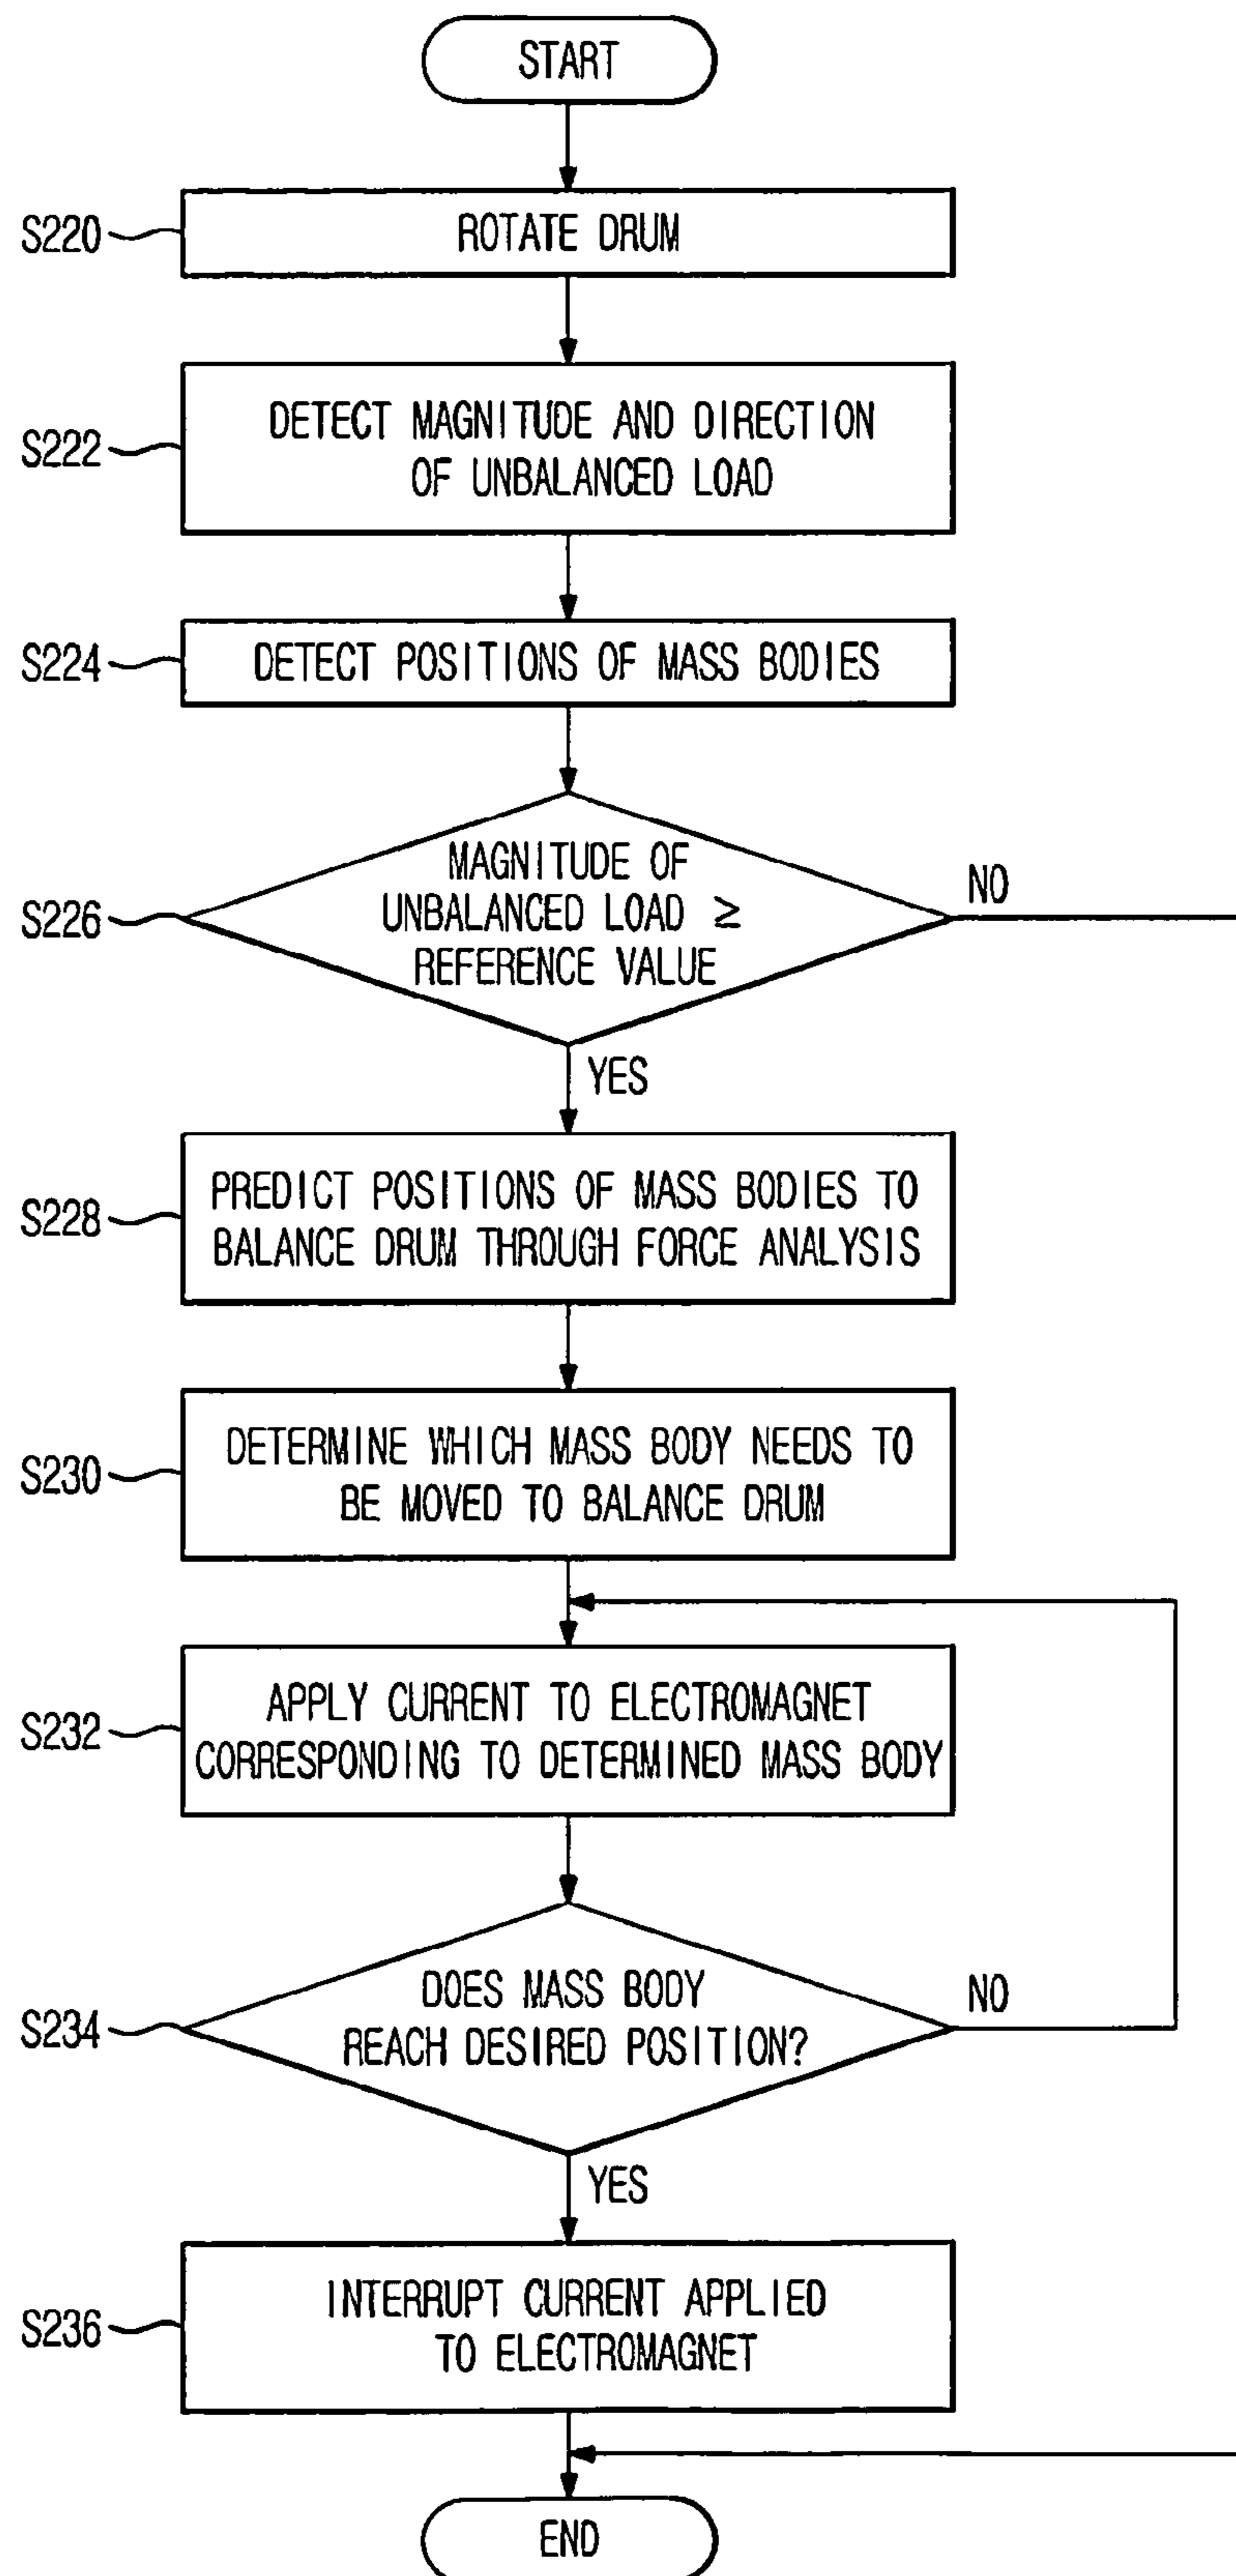 START
S220
ROTATE DRUM
S222
DETECT MAGNITUDE AND DIRECTION
OF UNBALANCED LOAD
S224
DETECT POSITIONS OF MASS BODIES
S226
MAGNITUDE OF
UNBALANCED LOAD ≥
REFERENCE VALUE
NO
YES
S228
PREDICT POSITIONS OF MASS BODIES TO
BALANCE DRUM THROUGH FORCE ANALYSIS
S230
DETERMINE WHICH MASS BODY NEEDS TO
BE MOVED TO BALANCE DRUM
S232
APPLY CURRENT TO ELECTROMAGNET
CORRESPONDING TO DETERMINED MASS BODY
S234
DOES MASS BODY
REACH DESIRED POSITION?
NO
YES
S236
INTERRUPT CURRENT APPLIED
TO ELECTROMAGNET
END